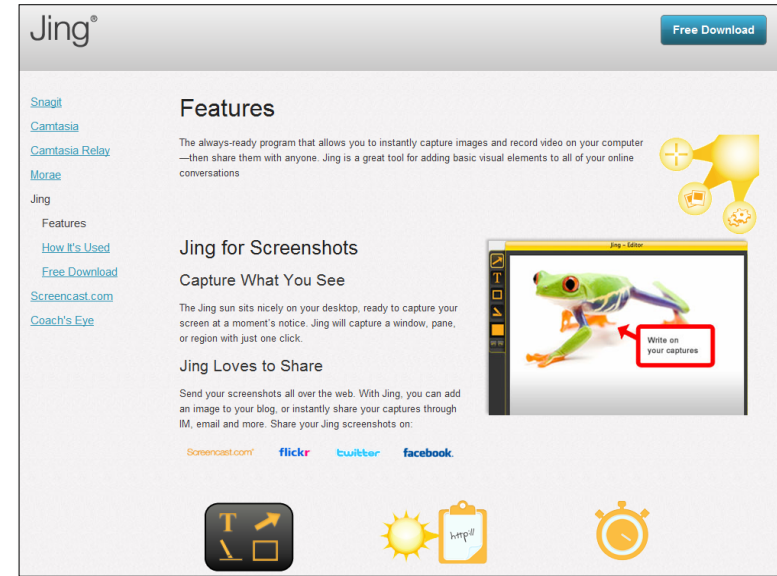 Jing®
Free Download
Snagit
Camtasia
Camtasia Relay
Morae
Jing
Features
How It's Used
Free Download
Screencast.com
Coach's Eye
Features
The always-ready program that allows you to instantly capture images and record video on your computer
—then share them with anyone. Jing is a great tool for adding basic visual elements to all of your online
conversations
Jing for Screenshots
Capture What You See
The Jing sun sits nicely on your desktop, ready to capture your
screen at a moment's notice. Jing will capture a window, pane,
or region with just one click.
Jing Loves to Share
Send your screenshots all over the web. With Jing, you can add
an image to your blog, or instantly share your captures through
IM, email and more. Share your Jing screenshots on:
Screencast.com flickr twitter facebook.
Jing – Editor
T
Write on
your captures
T
http://